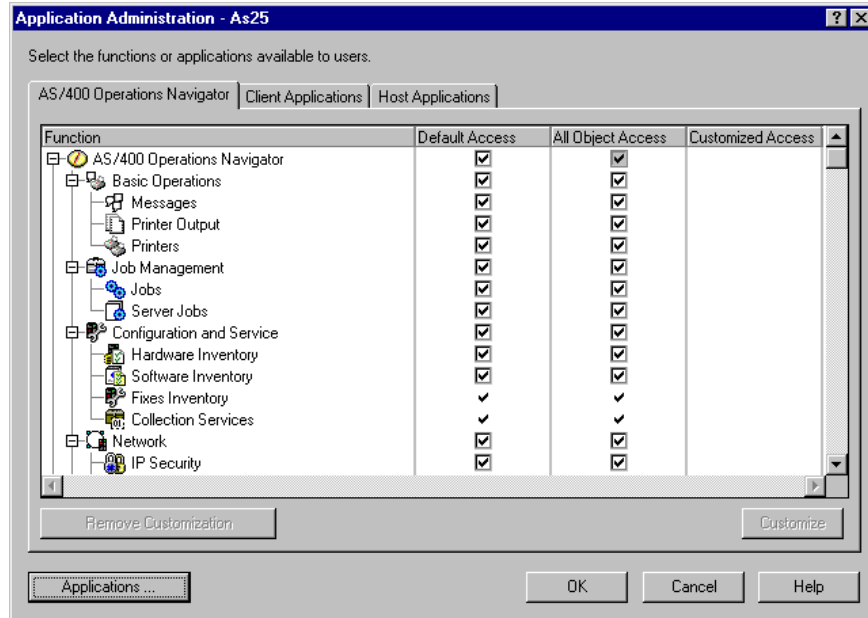 Application Administration - As25
Select the functions or applications available to users.
AS/400 Operations Navigator Client Applications Host Applications
Function Default Access All Object Access Customized Access
AS/400 Operations Navigator
Basic Operations
Messages
Printer Output
Printers
Job Management
Jobs
Server Jobs
Configuration and Service
Hardware Inventory
Software Inventory
Fixes Inventory
Collection Services
Network
IP Security
Remove Customization Customize
Applications ... OK Cancel Help